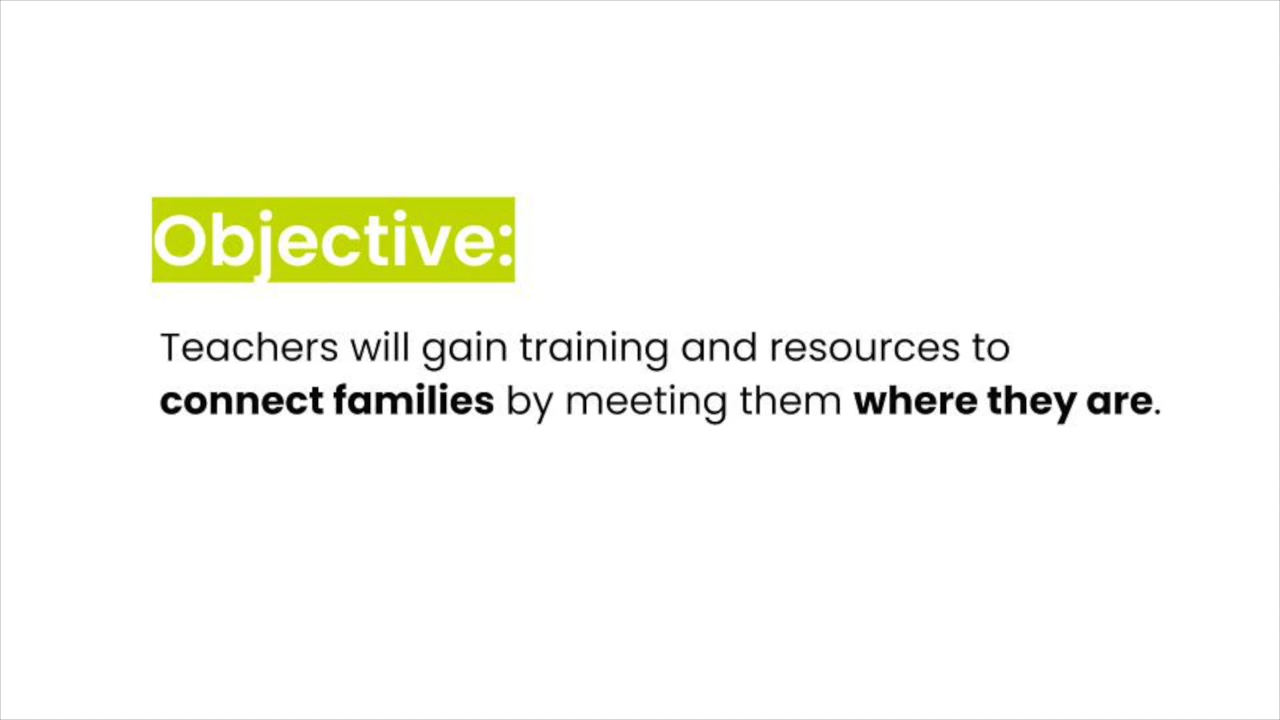 Objective:
Teachers will gain training and resources to
connect families by meeting them where they are.